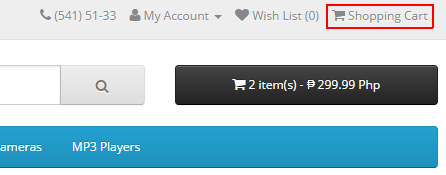 (541) 51-33 My Account Wish List (0) Shopping Cart
2 item(s) - ₱ 299.99 Php
ameras MP3 Players